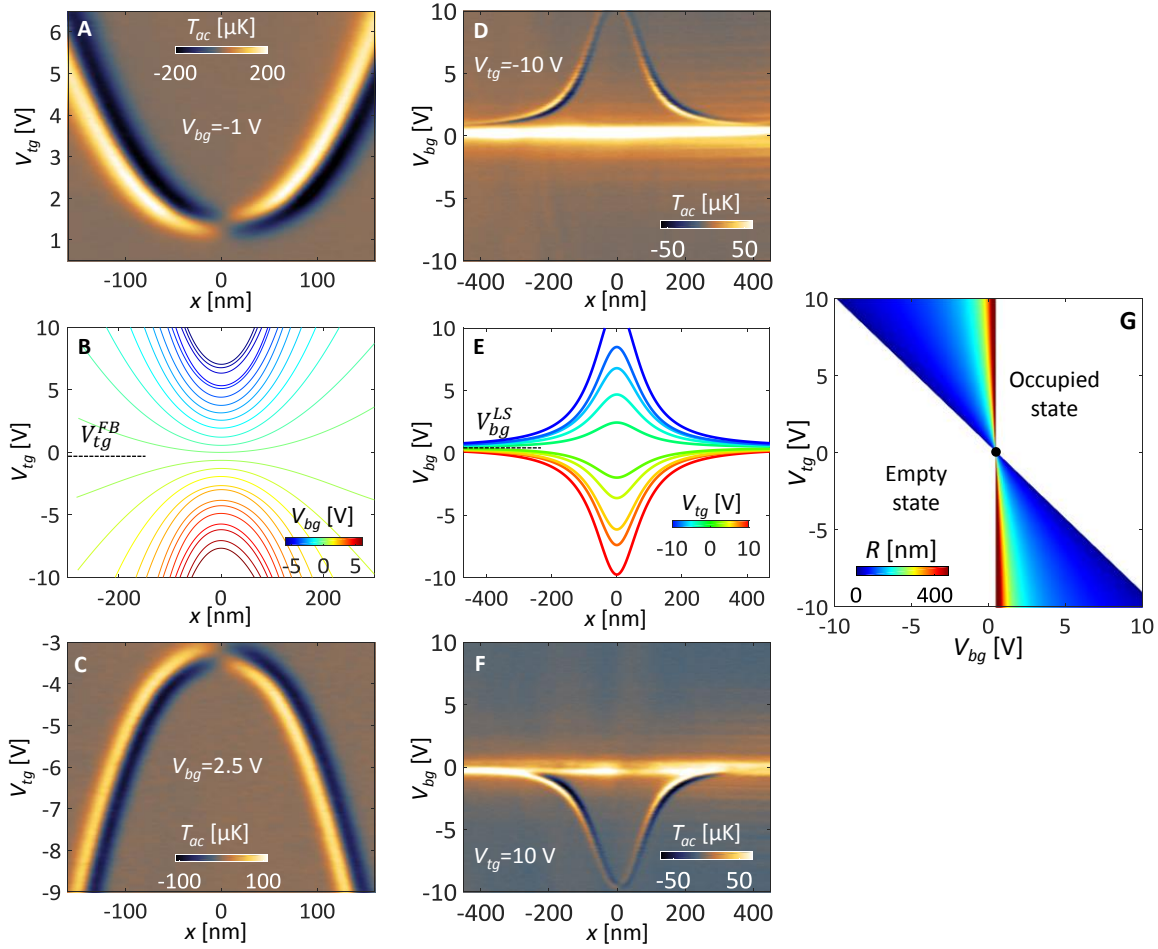 A
T_ac [µK]
-200 200
V_bg=-1 V
6
5
4
3
2
1
V_tg [V]
-100 0 100
x [nm]
D
V_tg=-10 V
T_ac [µK]
-50 50
10
5
0
-5
-10
V_bg [V]
-400 -200 0 200 400
x [nm]
B
V_tg^FB
V_bg [V]
-5 0 5
10
5
0
-5
-10
V_tg [V]
-200 0 200
x [nm]
E
V_bg^LS
V_tg [V]
-10 0 10
10
5
0
-5
-10
V_bg [V]
-400 -200 0 200 400
x [nm]
G
Occupied
state
Empty
state
R [nm]
0 400
10
5
0
-5
-10
V_tg [V]
-10 -5 0 5 10
V_bg [V]
C
V_bg=2.5 V
T_ac [µK]
-100 100
-3
-4
-5
-6
-7
-8
-9
V_tg [V]
-100 0 100
x [nm]
F
V_tg=10 V
T_ac [µK]
-50 50
10
5
0
-5
-10
V_bg [V]
-400 -200 0 200 400
x [nm]